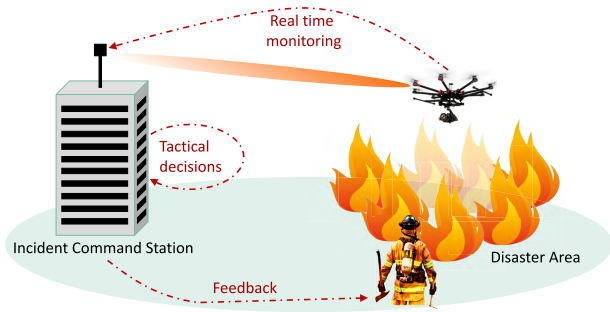 Real time
monitoring
Tactical
decisions
Incident Command Station
Disaster Area
Feedback